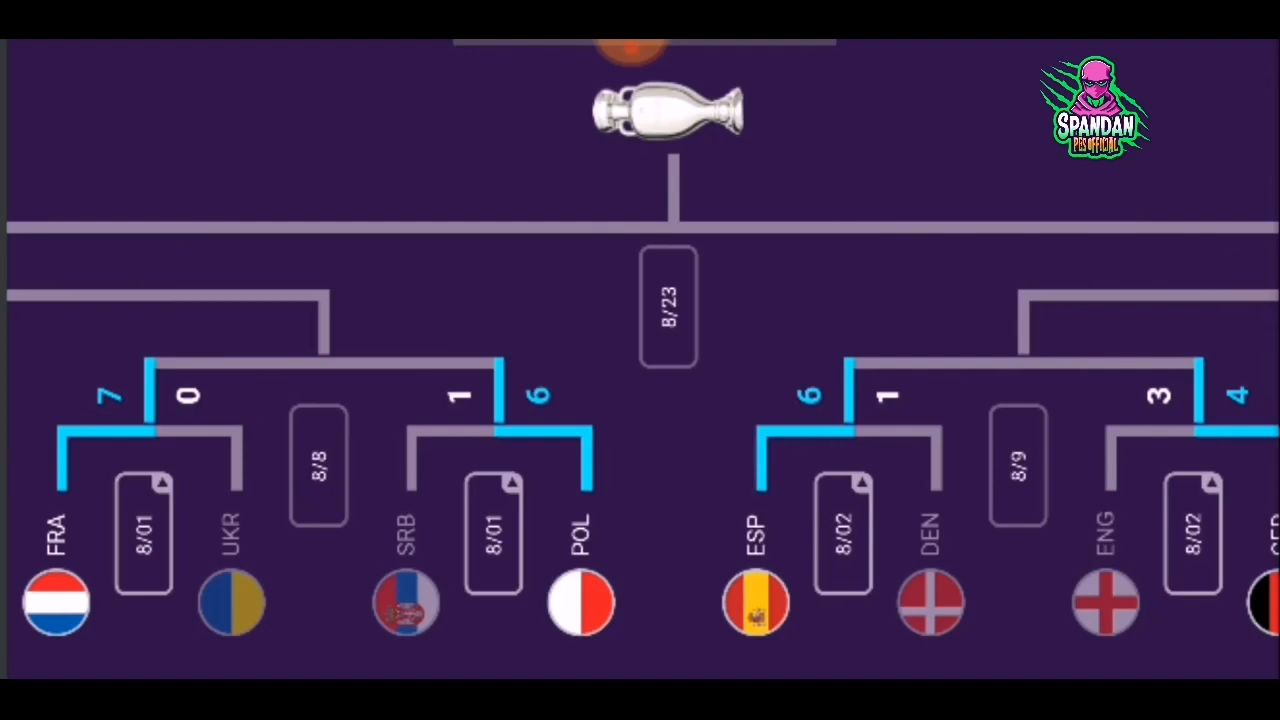 SPANDAN
PES OFFICIAL
8/23
7
0
1
6
6
1
3
4
8/8
8/9
FRA
8/01
UKR
SRB
8/01
POL
ESP
8/02
DEN
ENG
8/02